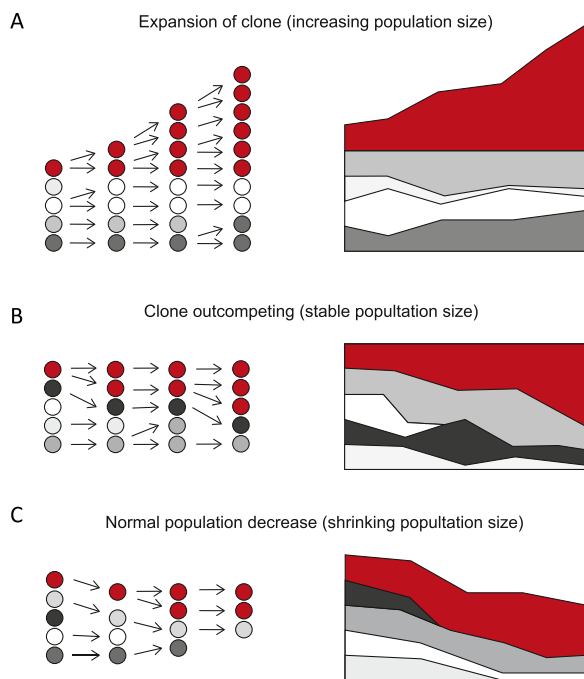 A
Expansion of clone (increasing population size)
B
Clone outcompeting (stable popultation size)
C
Normal population decrease (shrinking popultation size)